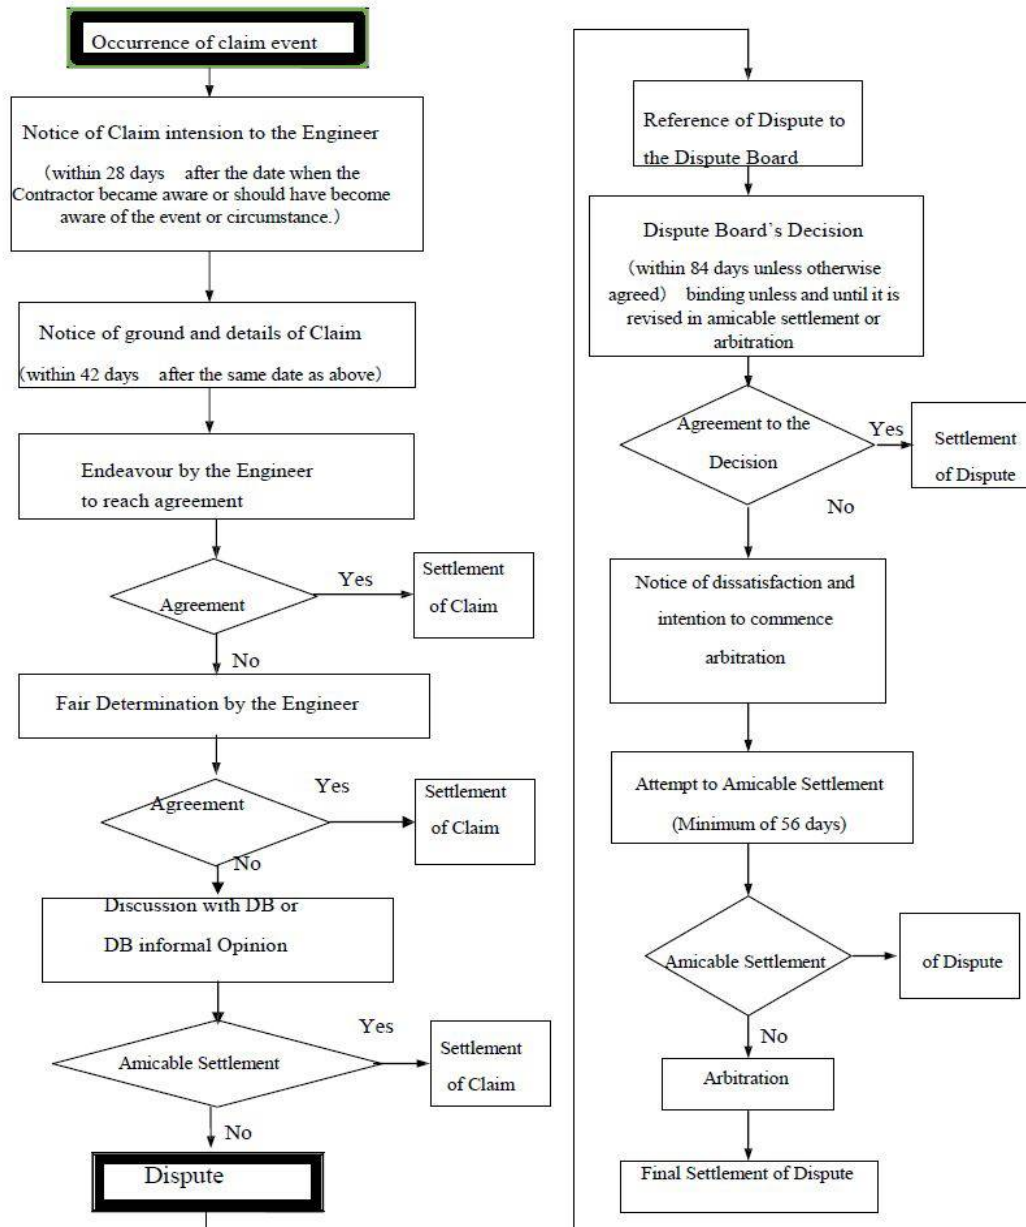 Occurrence of claim event
Notice of Claim intension to the Engineer
(within 28 days after the date when the
Contractor became aware or should have become
aware of the event or circumstance.)
Notice of ground and details of Claim
(within 42 days after the same date as above)
Endeavour by the Engineer
to reach agreement
Agreement
Yes
Settlement
of Claim
No
Fair Determination by the Engineer
Agreement
Yes
Settlement
of Claim
No
Discussion with DB or
DB informal Opinion
Amicable Settlement
Yes
Settlement
of Claim
No
Dispute
Reference of Dispute to
the Dispute Board
Dispute Board's Decision
(within 84 days unless otherwise
agreed) binding unless and until it is
revised in amicable settlement or
arbitration
Agreement to the
Decision
Yes
Settlement
of Dispute
No
Notice of dissatisfaction and
intention to commence
arbitration
Attempt to Amicable Settlement
(Minimum of 56 days)
Amicable Settlement
of Dispute
No
Arbitration
Final Settlement of Dispute